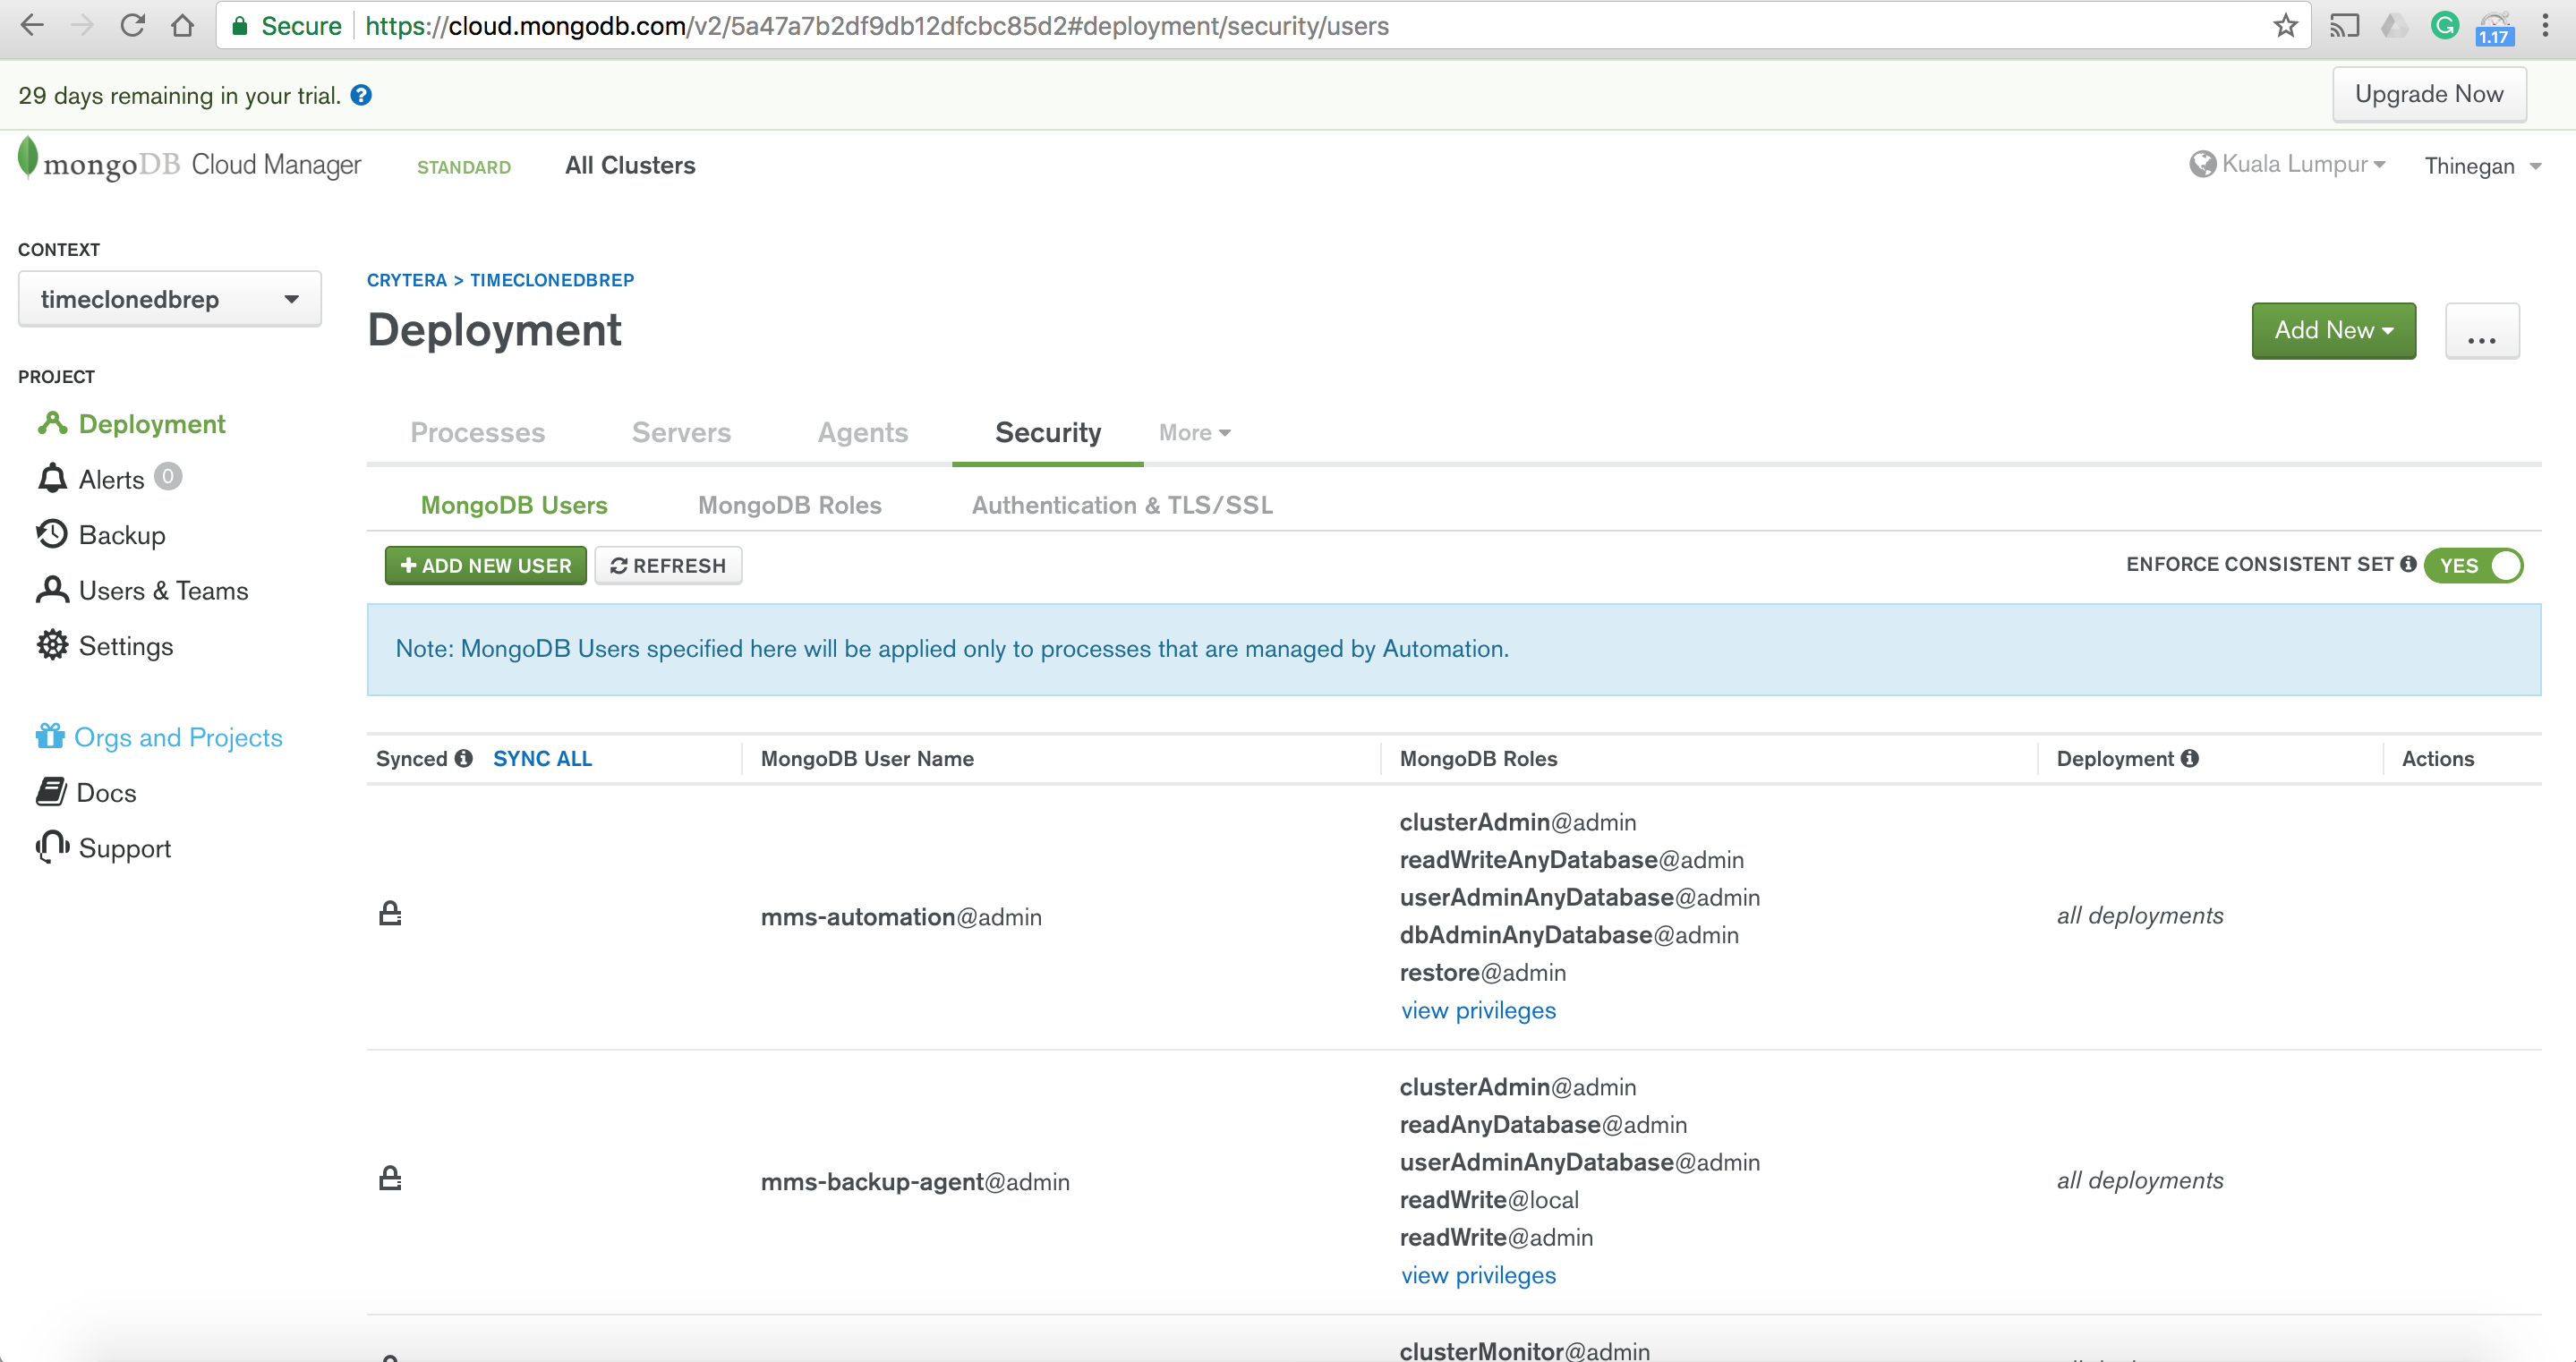 Secure https://cloud.mongodb.com/v2/5a47a7b2df9db12dfcbc85d2#deployment/security/users
1.17
29 days remaining in your trial. ?
Upgrade Now
mongoDB Cloud Manager STANDARD All Clusters Kuala Lumpur Thinegan
CONTEXT
timeclonedbrep
PROJECT
Deployment
Alerts 0
Backup
Users & Teams
Settings
Orgs and Projects
Docs
Support
CRYTERA > TIMECLONEDBREP
Deployment
Add New
...
Processes Servers Agents Security More
MongoDB Users MongoDB Roles Authentication & TLS/SSL
+ ADD NEW USER REFRESH ENFORCE CONSISTENT SET YES
Note: MongoDB Users specified here will be applied only to processes that are managed by Automation.
Synced SYNC ALL MongoDB User Name MongoDB Roles Deployment Actions
mms-automation@admin
clusterAdmin@admin
readWriteAnyDatabase@admin
userAdminAnyDatabase@admin
dbAdminAnyDatabase@admin
restore@admin
view privileges
all deployments
mms-backup-agent@admin
clusterAdmin@admin
readAnyDatabase@admin
userAdminAnyDatabase@admin
readWrite@local
readWrite@admin
view privileges
all deployments
clusterMonitor@admin